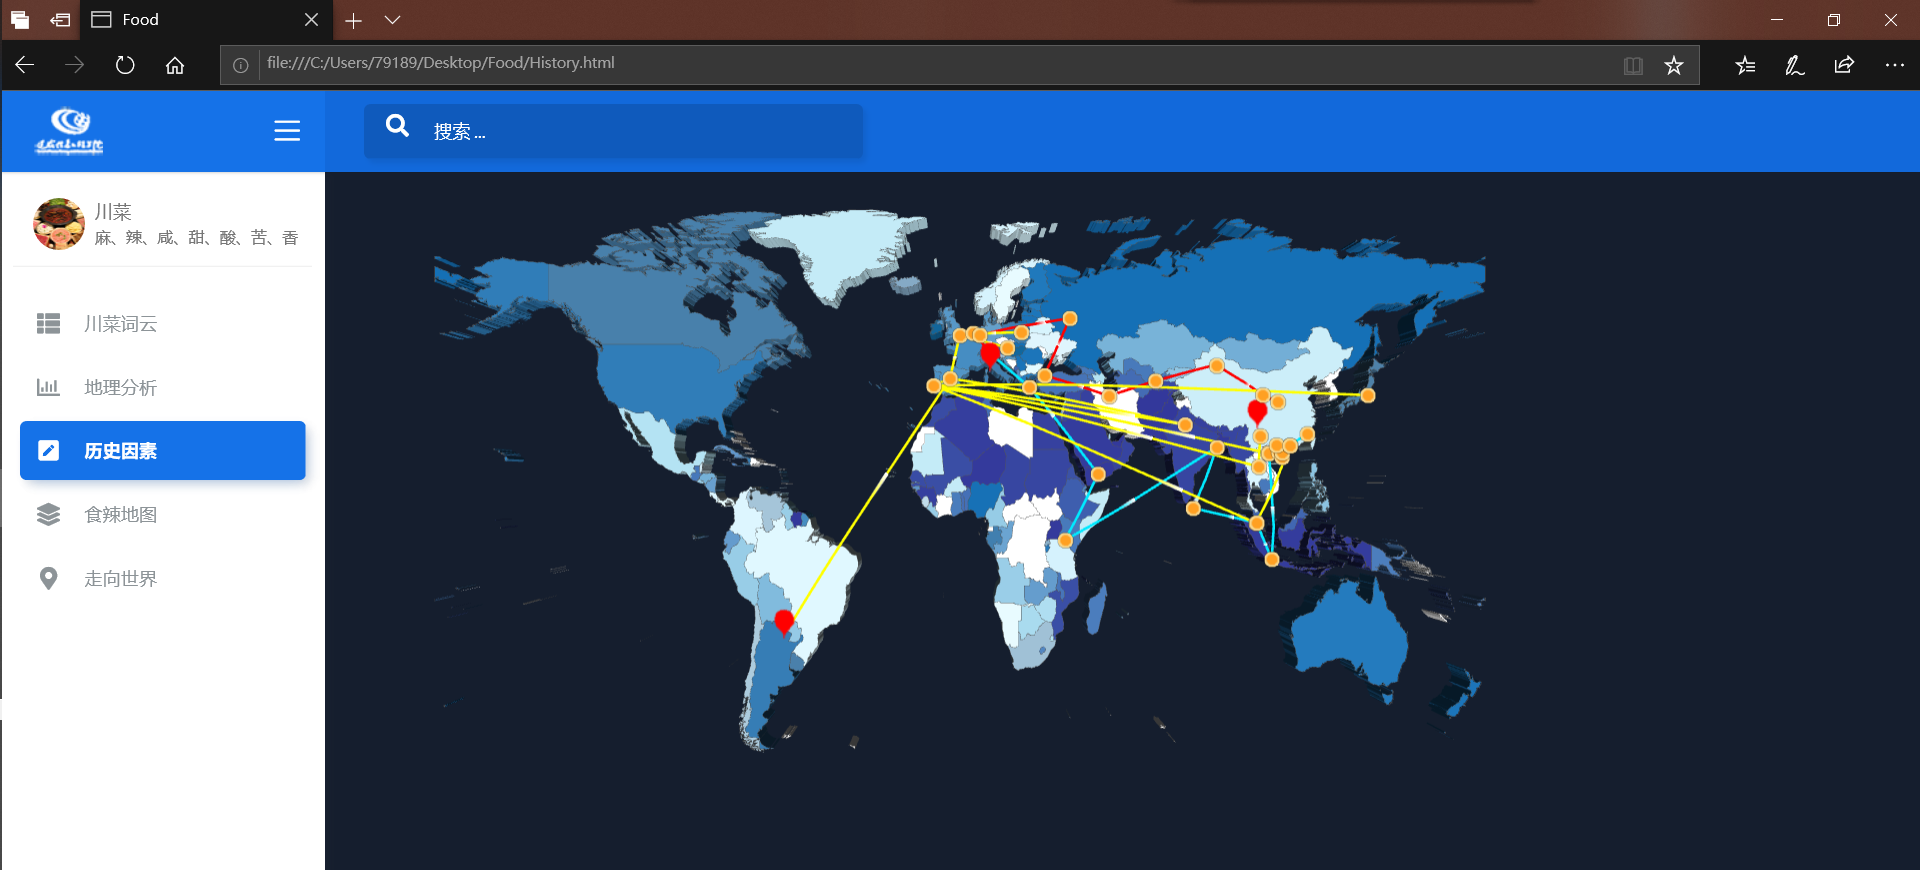 Food
file:///C:/Users/79189/Desktop/Food/History.html
搜索 ...
川菜
麻、辣、咸、甜、酸、苦、香
川菜词云
地理分析
历史因素
食辣地图
走向世界